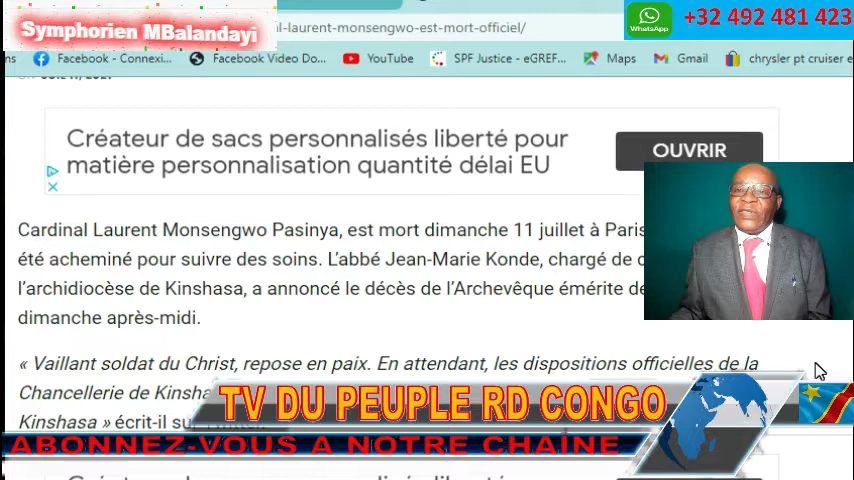 Symphorien MBalandayi
al-laurent-monsengwo-est-mort-officiel/
WhatsApp
+32 492 481 423
ns
Facebook - Connexi...
Facebook Video Do...
YouTube
SPF Justice - eGREF...
Maps
Gmail
chrysler pt cruiser e
Créateur de sacs personnalisés liberté pour
matière personnalisation quantité délai EU
OUVRIR
Cardinal Laurent Monsengwo Pasinya, est mort dimanche 11 juillet à Paris
été acheminé pour suivre des soins. L'abbé Jean-Marie Konde, chargé de
l'archidiocèse de Kinshasa, a annoncé le décès de l'Archevêque émérite
dimanche après-midi.
« Vaillant soldat du Christ, repose en paix. En attendant, les dispositions officielles de la
Chancellerie de Kinsha
Kinshasa » écrit-il
TV DU PEUPLE RD CONGO
ABONNEZ-VOUS A NOTRE CHAÎNE